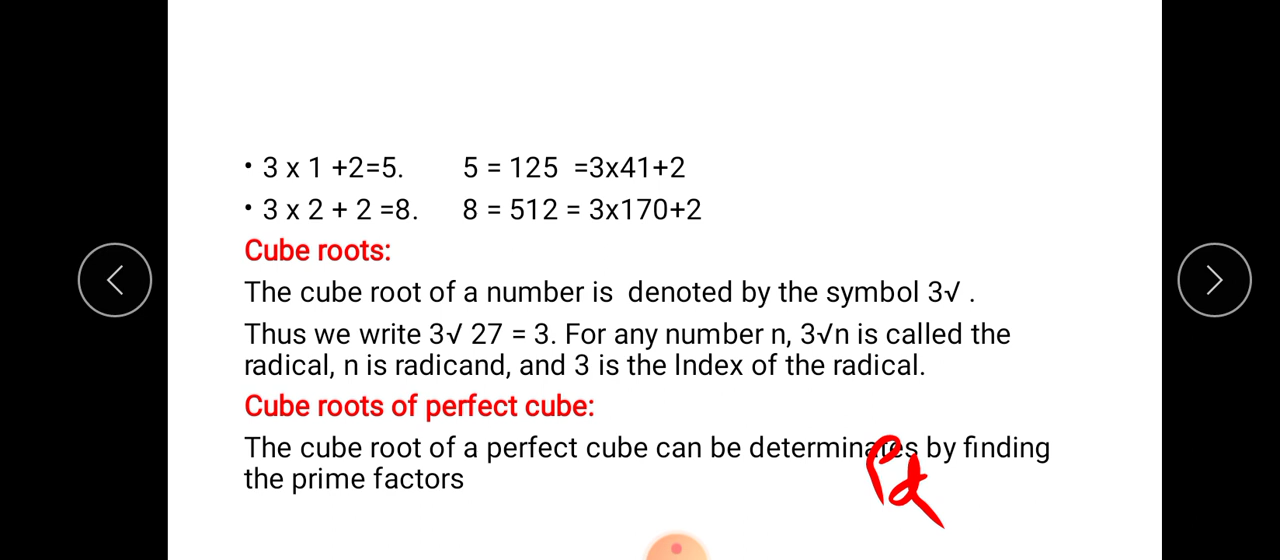 • 3 x 1 +2=5. 5 = 125 =3x41+2
• 3 x 2 + 2 =8. 8 = 512 = 3x170+2
Cube roots:
The cube root of a number is denoted by the symbol 3√ .
Thus we write 3√ 27 = 3. For any number n, 3√n is called the
radical, n is radicand, and 3 is the Index of the radical.
Cube roots of perfect cube:
The cube root of a perfect cube can be determinates by finding
the prime factors